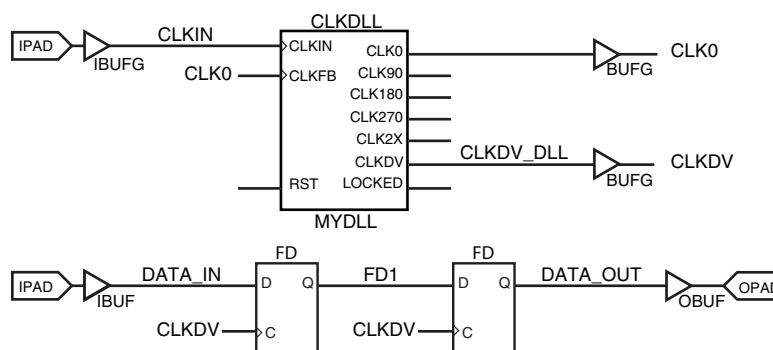 CLKDLL
IPAD
IBUFG
CLKIN
CLKIN
CLK0
BUFG
CLK0
CLK0
CLKFB
CLK90
CLK180
CLK270
CLK2X
CLKDV
CLKDV_DLL
BUFG
CLKDV
RST
LOCKED
MYDLL
IPAD
IBUF
DATA_IN
FD
D
Q
C
CLKDV
FD1
FD
D
Q
C
CLKDV
DATA_OUT
OBUF
OPAD